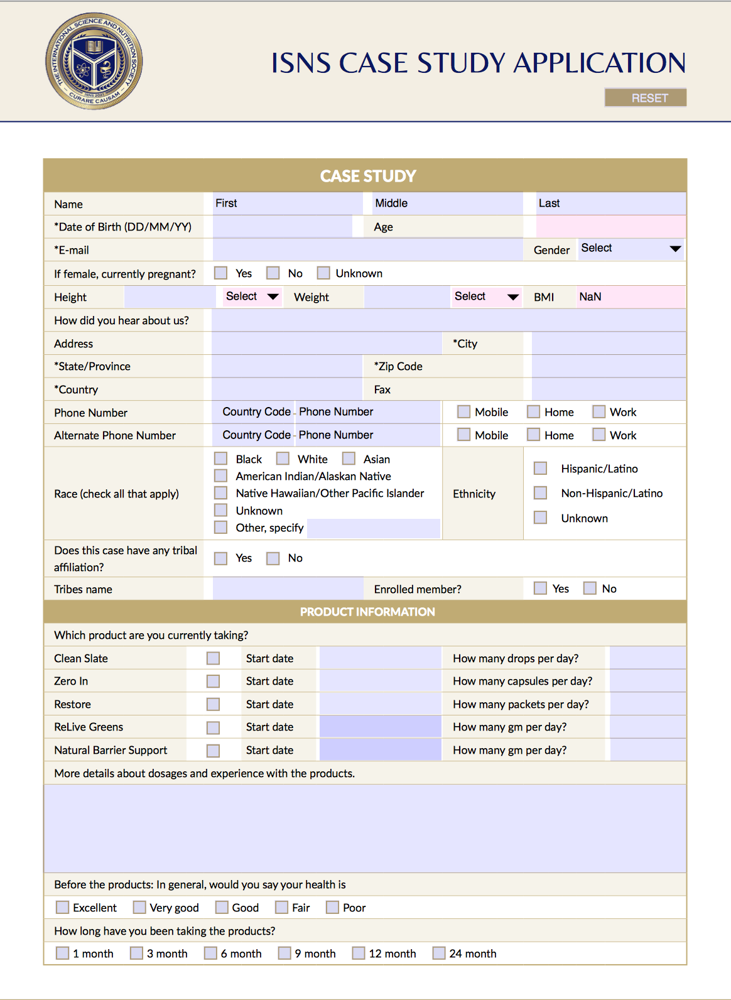 THE INTERNATIONAL SCIENCE AND NUTRITION SOCIETY
ISNS 2021
CURARE CAUSAM
ISNS CASE STUDY APPLICATION
RESET
CASE STUDY
Name First Middle Last
*Date of Birth (DD/MM/YY) Age
*E-mail Gender Select
If female, currently pregnant? Yes No Unknown
Height Select Weight Select BMI NaN
How did you hear about us?
Address *City
*State/Province *Zip Code
*Country Fax
Phone Number Country Code - Phone Number Mobile Home Work
Alternate Phone Number Country Code - Phone Number Mobile Home Work
Race (check all that apply) Black White Asian
American Indian/Alaskan Native
Native Hawaiian/Other Pacific Islander
Unknown
Other, specify
Ethnicity Hispanic/Latino
Non-Hispanic/Latino
Unknown
Does this case have any tribal
affiliation? Yes No
Tribes name Enrolled member? Yes No
PRODUCT INFORMATION
Which product are you currently taking?
Clean Slate Start date How many drops per day?
Zero In Start date How many capsules per day?
Restore Start date How many packets per day?
ReLive Greens Start date How many gm per day?
Natural Barrier Support Start date How many gm per day?
More details about dosages and experience with the products.
Before the products: In general, would you say your health is
Excellent Very good Good Fair Poor
How long have you been taking the products?
1 month 3 month 6 month 9 month 12 month 24 month